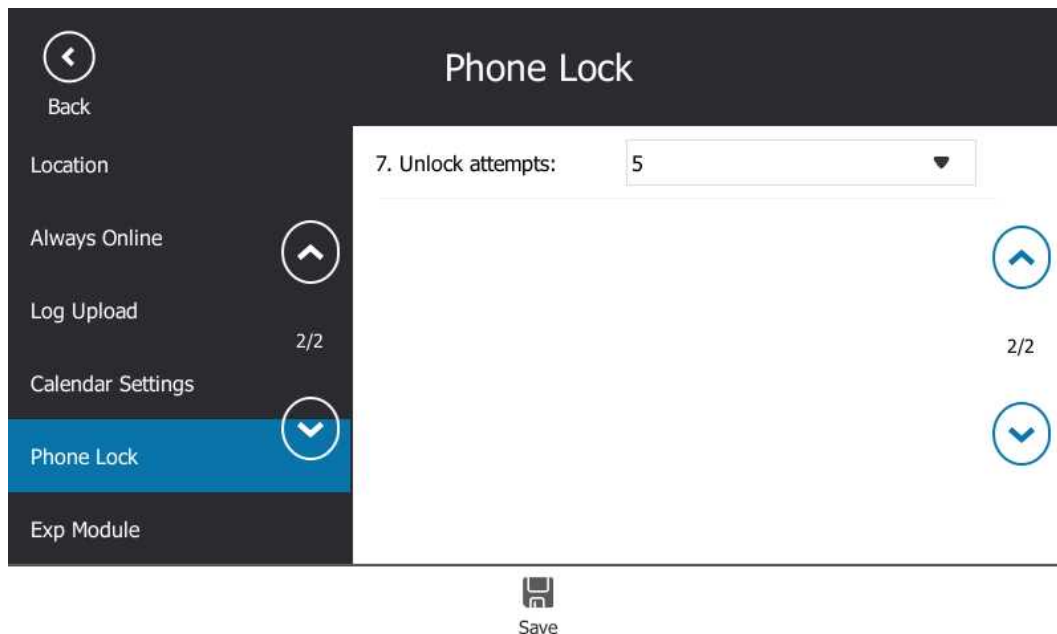 Phone Lock
Back
Location
Always Online
Log Upload
2/2
Calendar Settings
Phone Lock
Exp Module
7. Unlock attempts: 5
2/2
Save